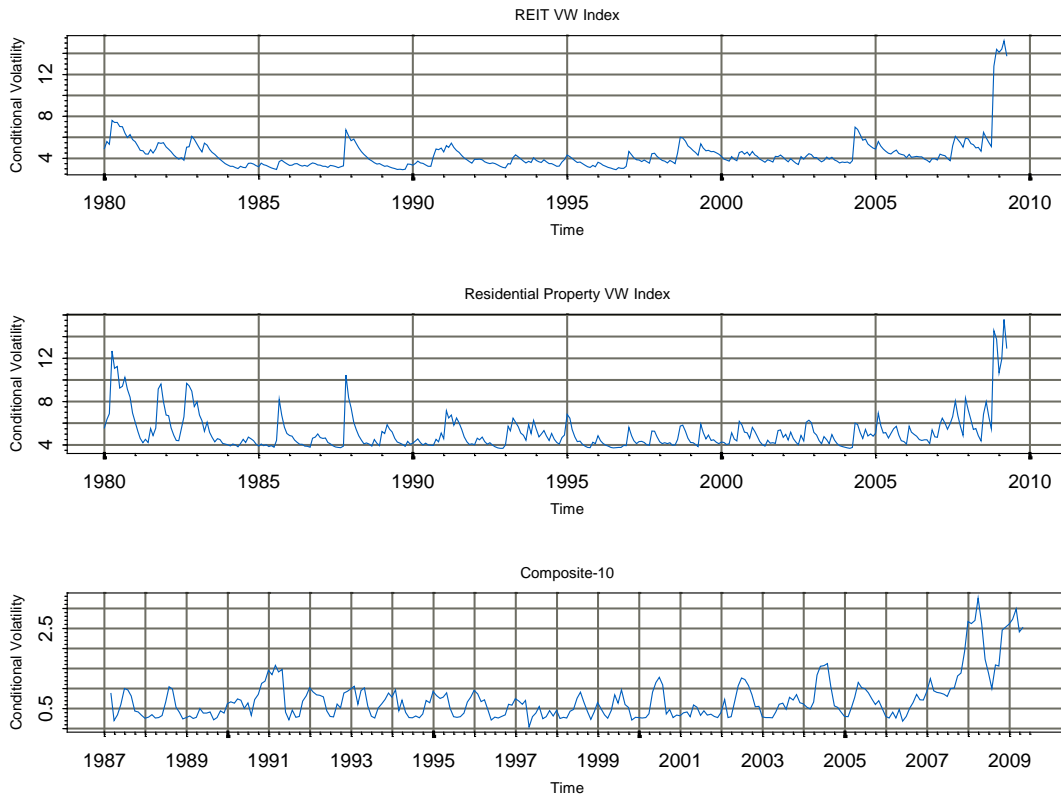 REIT VW Index
Conditional Volatility
12
8
4
1980 1985 1990 1995 2000 2005 2010
Time
Residential Property VW Index
Conditional Volatility
12
8
4
1980 1985 1990 1995 2000 2005 2010
Time
Composite-10
Conditional Volatility
2.5
0.5
1987 1989 1991 1993 1995 1997 1999 2001 2003 2005 2007 2009
Time